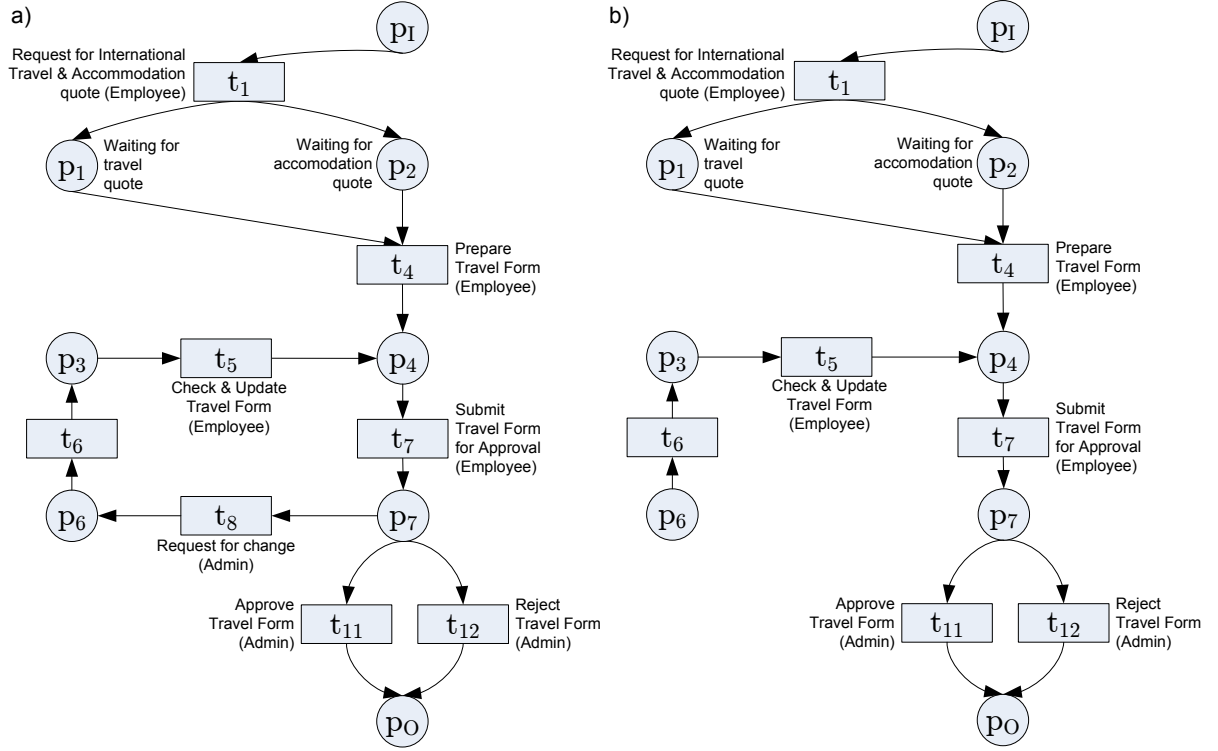 a)
pI
Request for International
Travel & Accommodation
quote (Employee)
t1
Waiting for
travel
quote
p1
Waiting for
accomodation
quote
p2
t4
Prepare
Travel Form
(Employee)
p3
t5
Check & Update
Travel Form
(Employee)
p4
t6
t7
Submit
Travel Form
for Approval
(Employee)
p6
t8
Request for change
(Admin)
p7
Approve
Travel Form
(Admin)
t11
t12
Reject
Travel Form
(Admin)
pO
b)
pI
Request for International
Travel & Accommodation
quote (Employee)
t1
Waiting for
travel
quote
p1
Waiting for
accomodation
quote
p2
t4
Prepare
Travel Form
(Employee)
p3
t5
Check & Update
Travel Form
(Employee)
p4
t6
t7
Submit
Travel Form
for Approval
(Employee)
p6
p7
Approve
Travel Form
(Admin)
t11
t12
Reject
Travel Form
(Admin)
pO